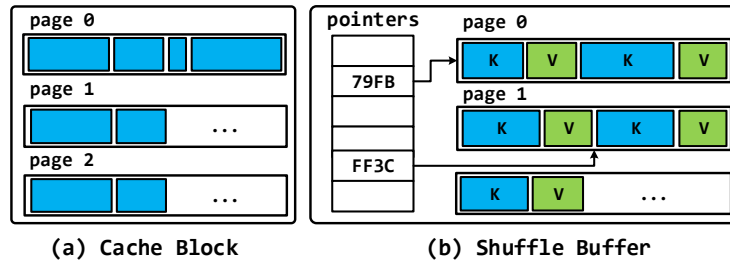 page 0
page 1
...
page 2
...
(a) Cache Block
pointers
79FB
FF3C
page 0
K V K V
page 1
K V K V
K V ...
(b) Shuffle Buffer